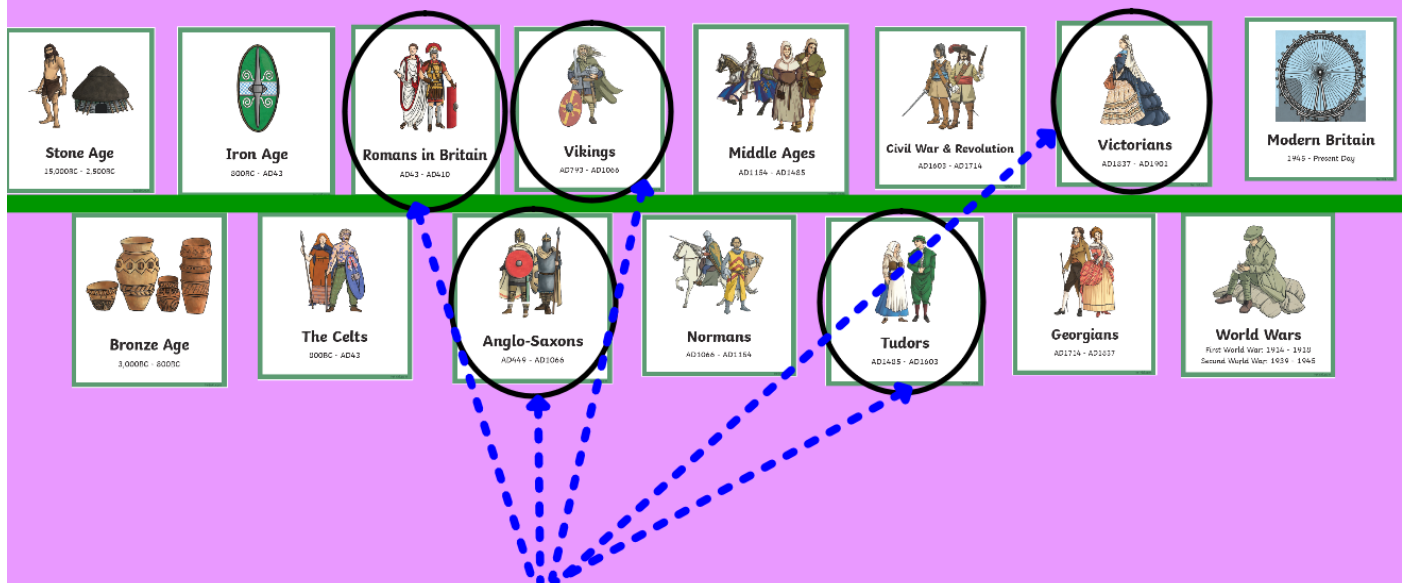 Stone Age
15,000BC - 2,500BC
Iron Age
800BC - AD43
Romans in Britain
AD43 - AD410
Vikings
AD793 - AD1066
Middle Ages
AD1154 - AD1485
Civil War & Revolution
AD1603 - AD1714
Victorians
AD1837 - AD1901
Modern Britain
1945 - Present Day
Bronze Age
3,000BC - 800BC
The Celts
800BC - AD43
Anglo-Saxons
AD449 - AD1066
Normans
AD1066 - AD1154
Tudors
AD1485 - AD1603
Georgians
AD1714 - AD1837
World Wars
First World War: 1914 - 1918
Second World War: 1939 - 1945